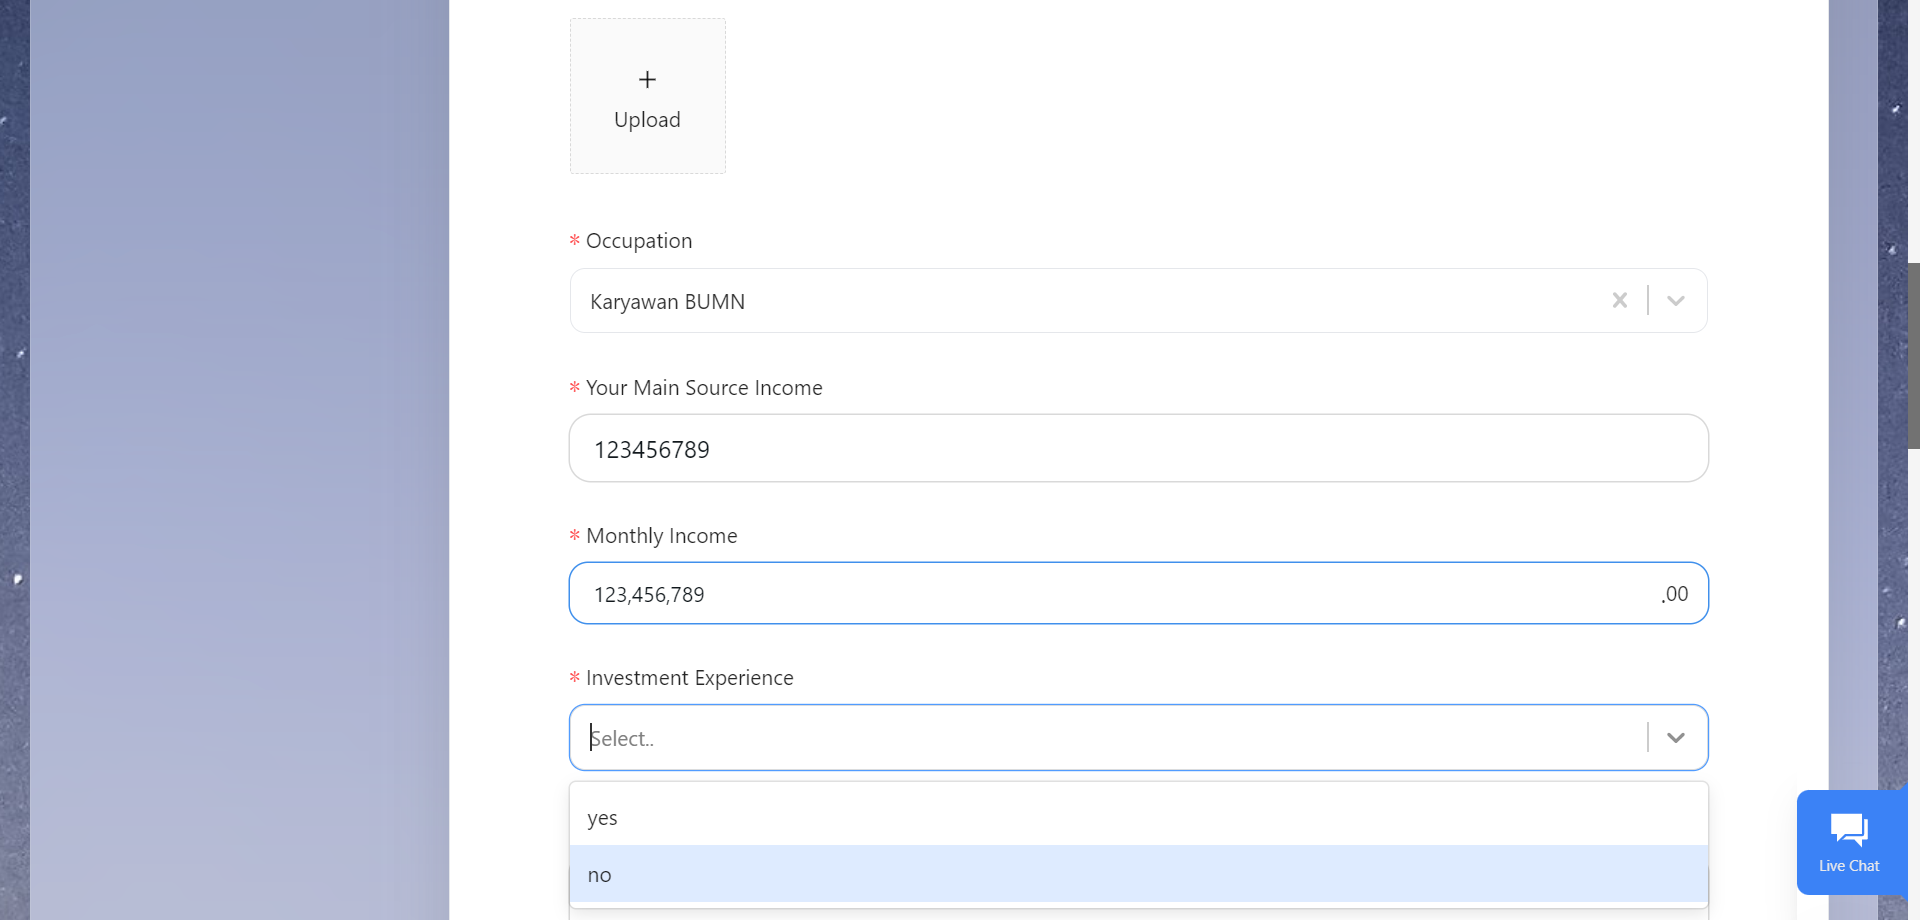 +
Upload
* Occupation
Karyawan BUMN
* Your Main Source Income
123456789
* Monthly Income
123,456,789 .00
* Investment Experience
Select..
yes
no
Live Chat